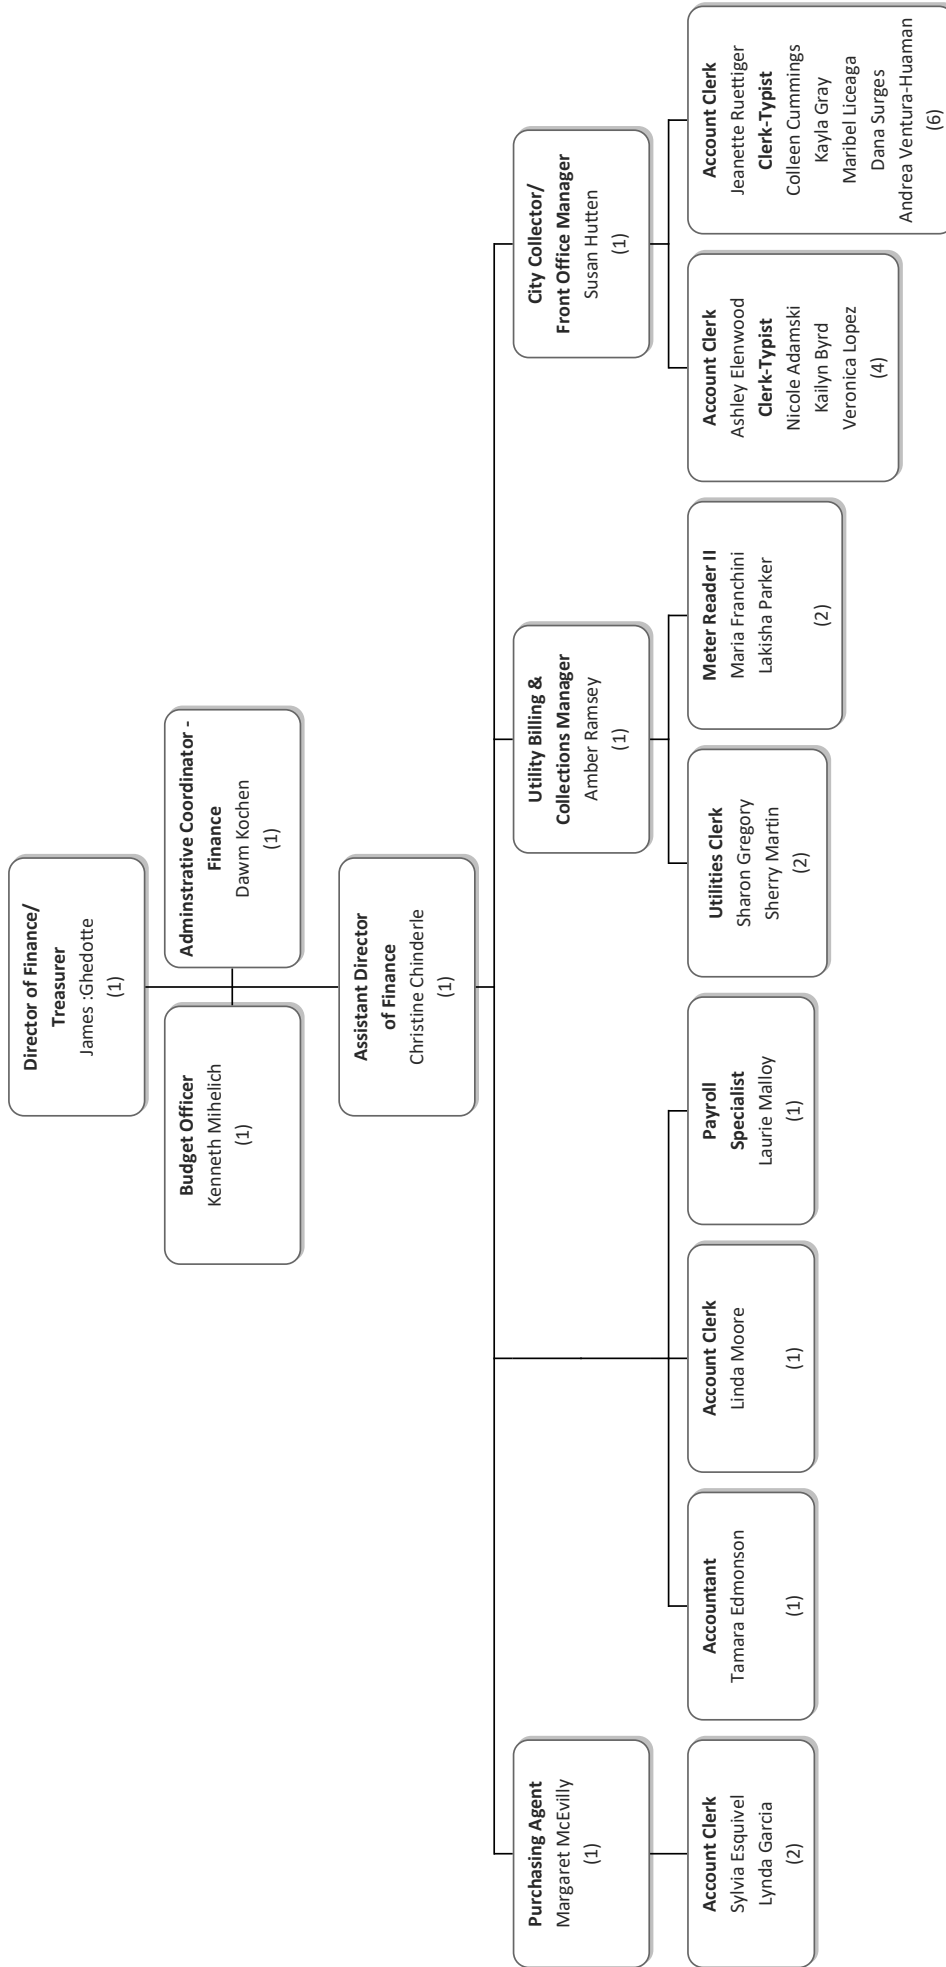 Director of Finance/
Treasurer
James :Ghedotte
(1)
Budget Officer
Kenneth Mihelich
(1)
Adminstrative Coordinator -
Finance
Dawm Kochen
(1)
Assistant Director
of Finance
Christine Chinderle
(1)
Purchasing Agent
Margaret McEvilly
(1)
Utility Billing &
Collections Manager
Amber Ramsey
(1)
City Collector/
Front Office Manager
Susan Hutten
(1)
Account Clerk
Sylvia Esquivel
Lynda Garcia
(2)
Accountant
Tamara Edmonson
(1)
Account Clerk
Linda Moore
(1)
Payroll
Specialist
Laurie Malloy
(1)
Utilities Clerk
Sharon Gregory
Sherry Martin
(2)
Meter Reader II
Maria Franchini
Lakisha Parker
(2)
Account Clerk
Ashley Elenwood
Clerk-Typist
Nicole Adamski
Kailyn Byrd
Veronica Lopez
(4)
Account Clerk
Jeanette Ruettiger
Clerk-Typist
Colleen Cummings
Kayla Gray
Maribel Liceaga
Dana Surges
Andrea Ventura-Huaman
(6)